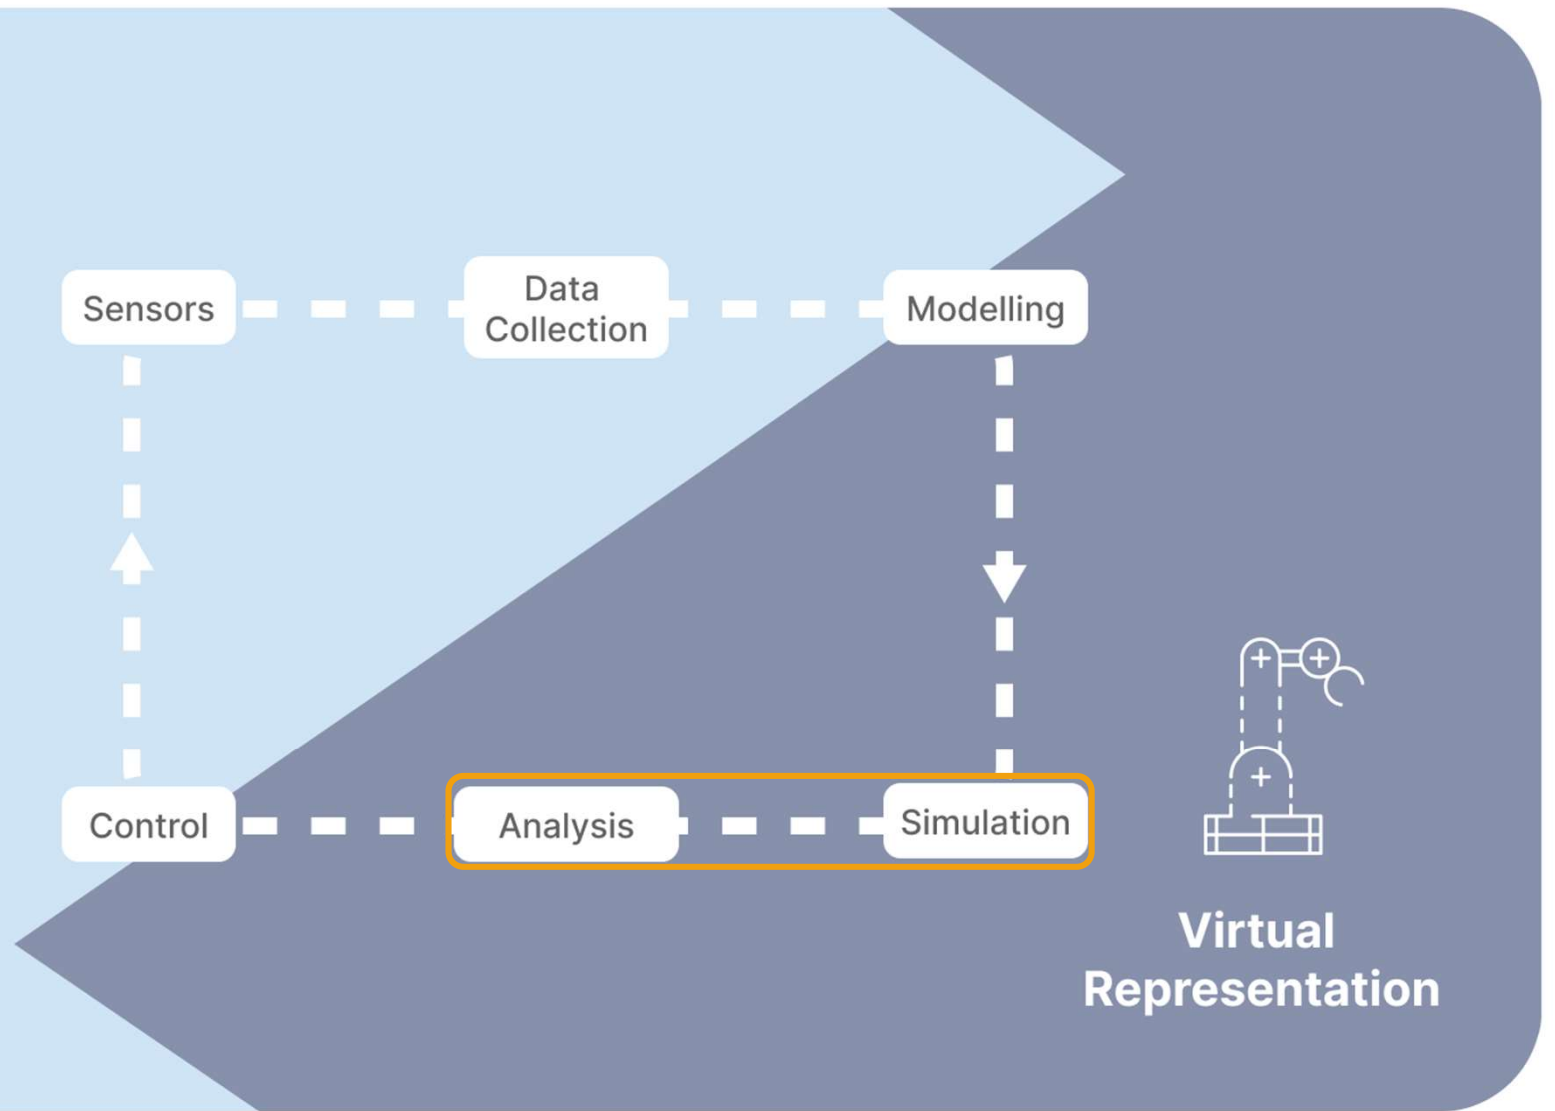 Sensors
Data
Collection
Modelling
Control
Analysis
Simulation
Virtual
Representation